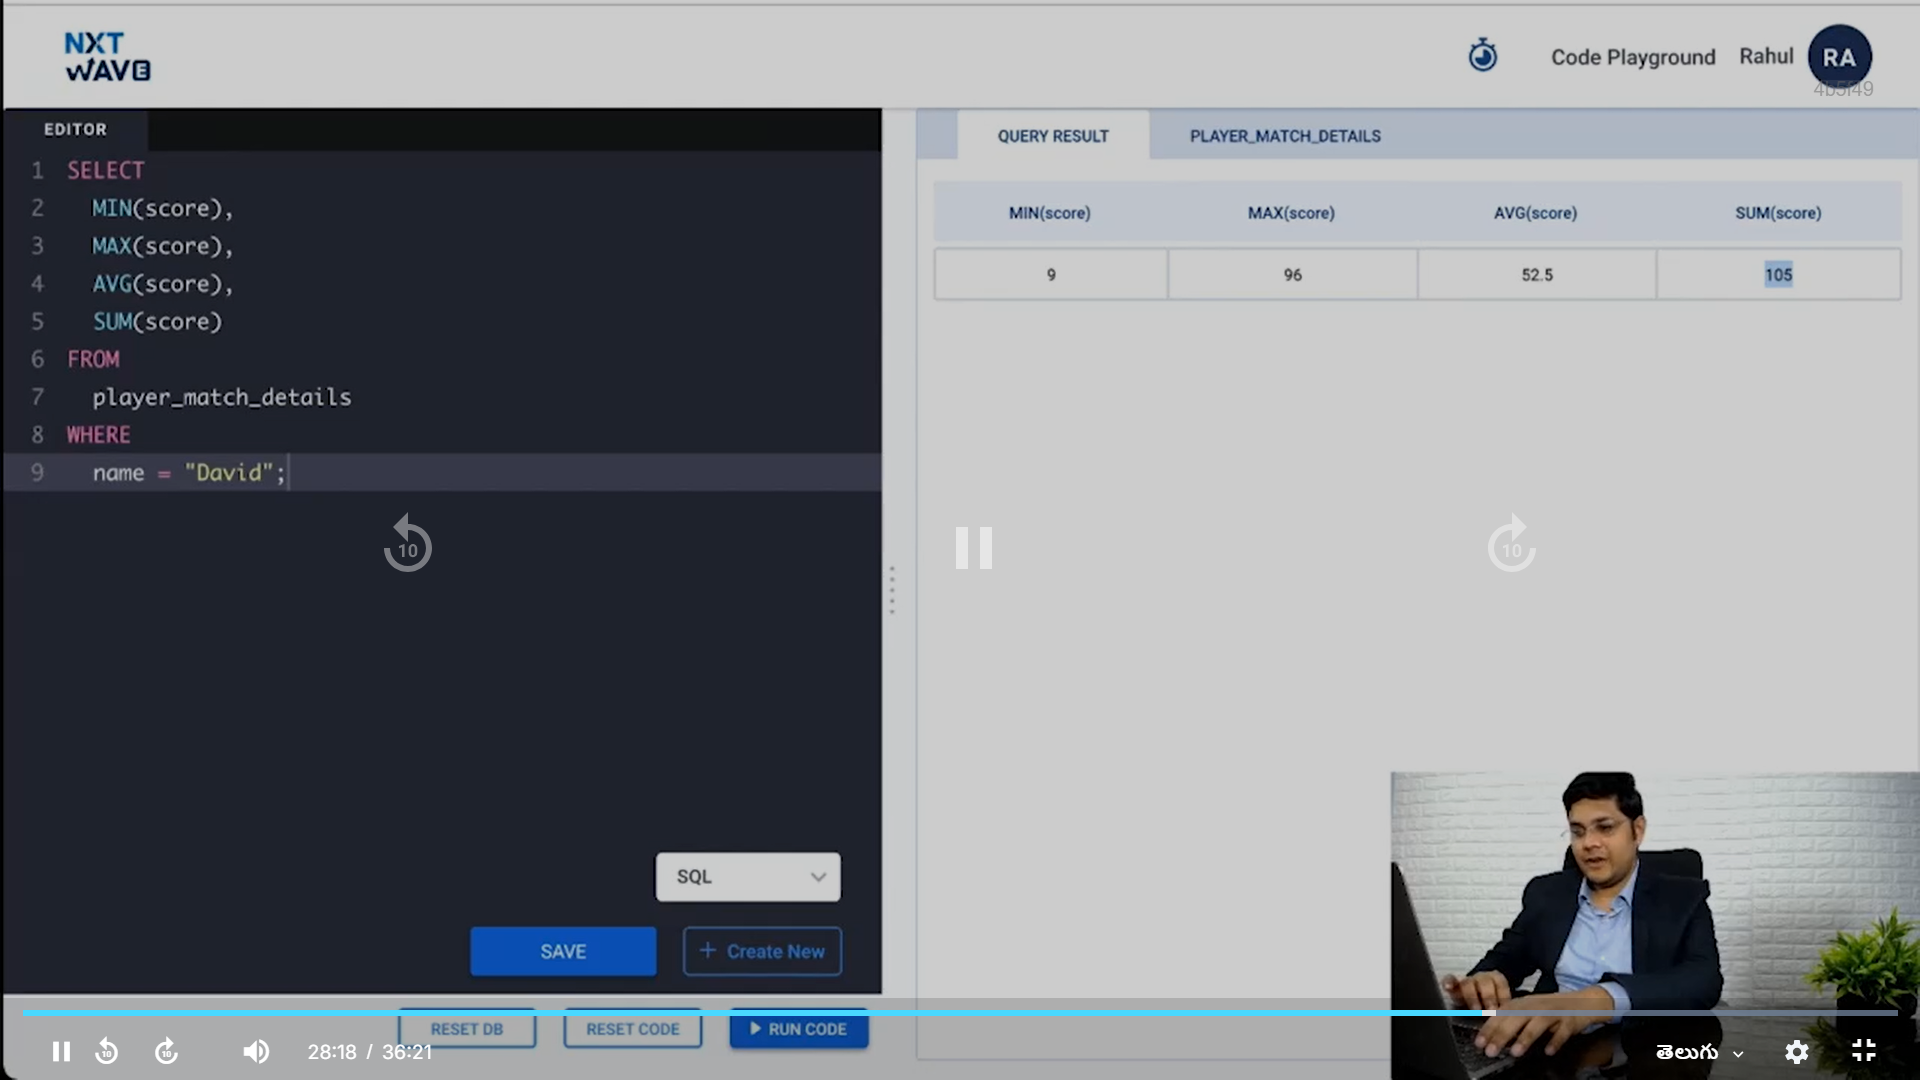 NXT
WAVE
Code Playground
Rahul
RA
4b5f49
EDITOR
1 SELECT
2 MIN(score),
3 MAX(score),
4 AVG(score),
5 SUM(score)
6 FROM
7 player_match_details
8 WHERE
9 name = "David";
QUERY RESULT
PLAYER_MATCH_DETAILS
MIN(score) MAX(score) AVG(score) SUM(score)
9 96 52.5 105
10
10
SQL
SAVE
+ Create New
RESET DB
RESET CODE
RUN CODE
10
10
28:18 / 36:21
తెలుగు